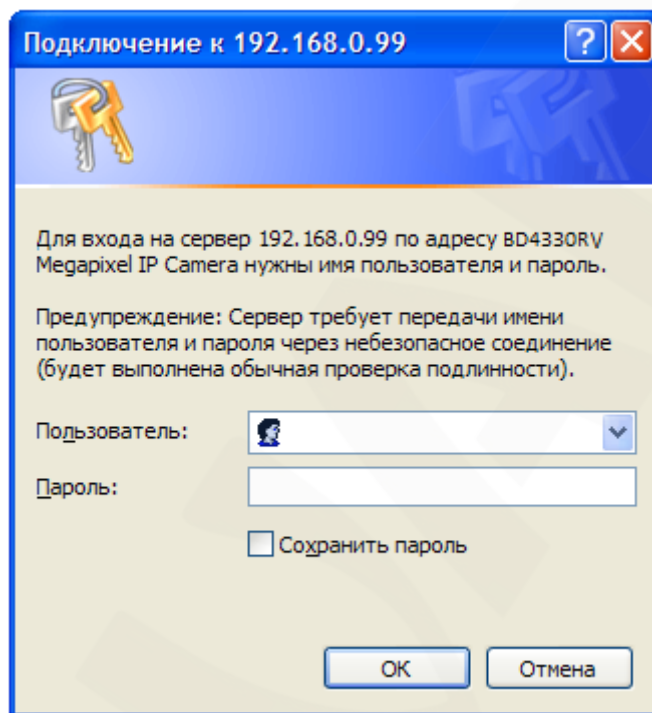 Подключение к 192.168.0.99
Для входа на сервер 192.168.0.99 по адресу BD4330RV
Megapixel IP Camera нужны имя пользователя и пароль.
Предупреждение: Сервер требует передачи имени
пользователя и пароля через небезопасное соединение
(будет выполнена обычная проверка подлинности).
Пользователь:
Пароль:
Сохранить пароль
ОК
Отмена